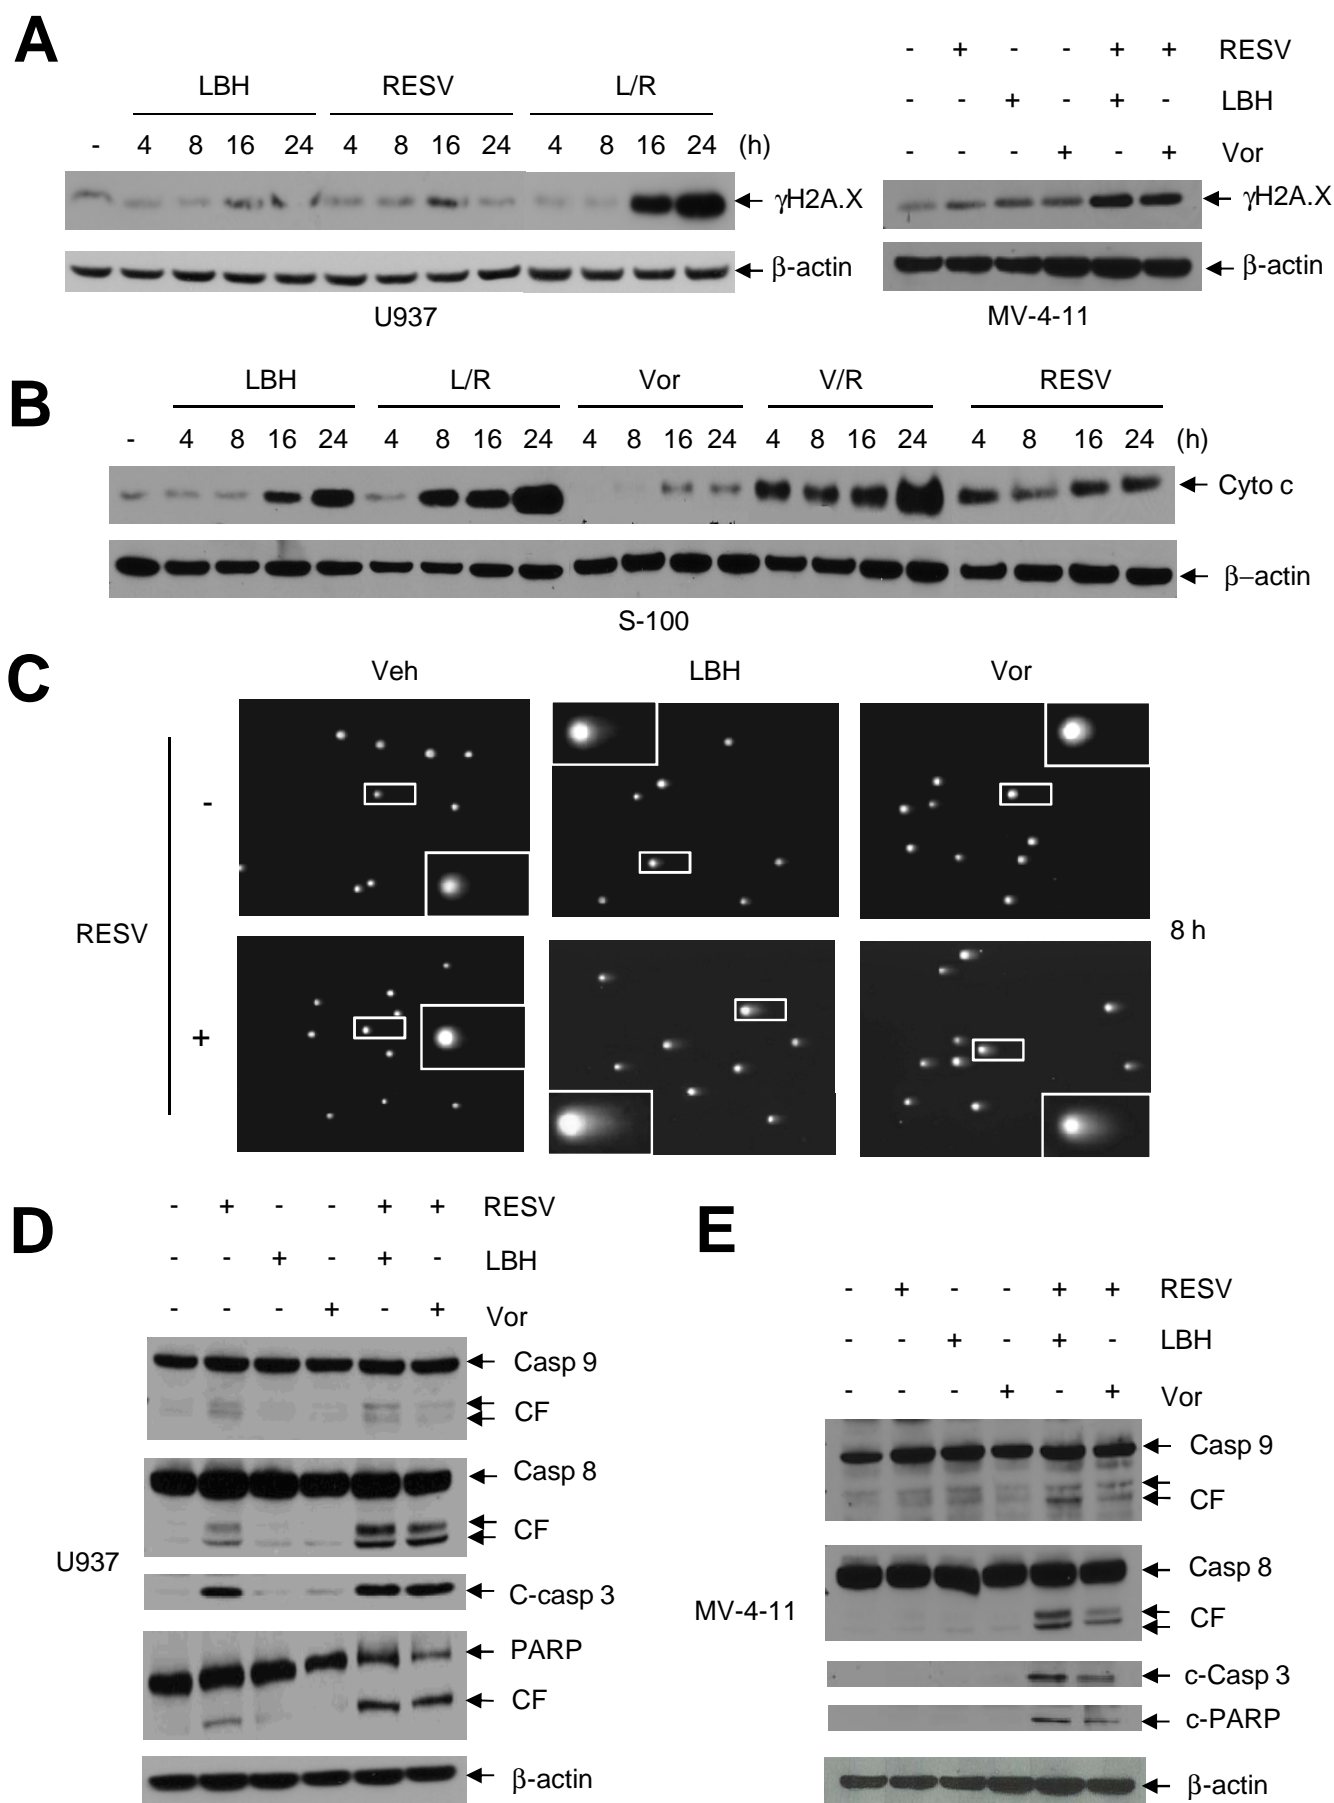 A
LBH RESV L/R
- 4 8 16 24 4 8 16 24 4 8 16 24 (h)
γH2A.X
β-actin
U937
- + - - + + RESV
- - + - + - LBH
- - - + - + Vor
γH2A.X
β-actin
MV-4-11
B
LBH L/R Vor V/R RESV
- 4 8 16 24 4 8 16 24 4 8 16 24 4 8 16 24 4 8 16 24 (h)
Cyto c
β–actin
S-100
C
Veh LBH Vor
-
RESV
+
8 h
D
- + - - + + RESV
- - + - + - LBH
- - - + - + Vor
Casp 9
CF
Casp 8
CF
U937
C-casp 3
PARP
CF
β-actin
E
- + - - + + RESV
- - + - + - LBH
- - - + - + Vor
Casp 9
CF
Casp 8
CF
MV-4-11
c-Casp 3
c-PARP
β-actin